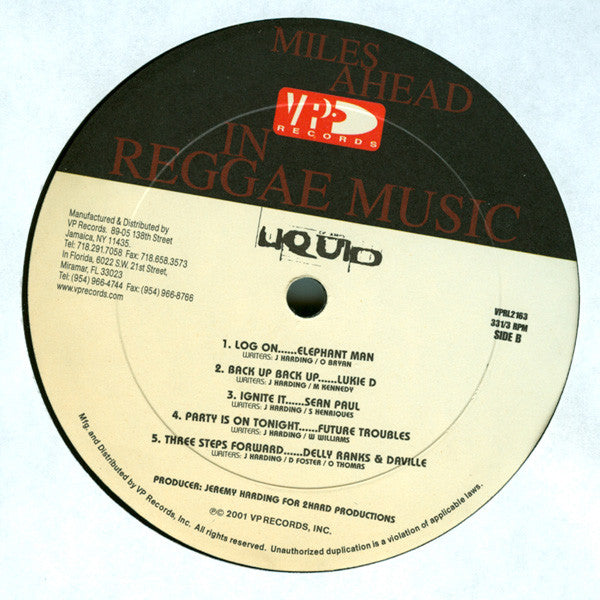 MILES
AHEAD
VP
RECORDS
IN
REGGAE MUSIC
Manufactured & Distributed by
VP Records. 89-05 138th Street
Jamaica, NY 11435.
Tel: 718.291.7058 Fax: 718.658.3573
In Florida, 6022 S.W. 21st Street,
Miramar, FL 33023
Tel: (954) 966-4744 Fax: (954) 966-8766
www.vprecords.com
LIQUID
VPRL2163
331/3 RPM
SIDE B
1. LOG ON......ELEPHANT MAN
WRITERS: J HARDING / O BRYAN
2. BACK UP BACK UP......LUKIE D
WRITERS: J HARDING / M KENNEDY
3. IGNITE IT......SEAN PAUL
WRITERS: J HARDING / S HENRIQUES
4. PARTY IS ON TONIGHT......FUTURE TROUBLES
WRITERS: J HARDING / W WILLIAMS
5. THREE STEPS FORWARD......DELLY RANKS & DAVILLE
WRITERS: J HARDING / D FOSTER / O THOMAS
PRODUCER: JEREMY HARDING FOR 2HARD PRODUCTIONS
℗© 2001 VP RECORDS, INC.
Mfg. and Distributed by VP Records, Inc. All rights reserved. Unauthorized duplication is a violation of applicable laws.